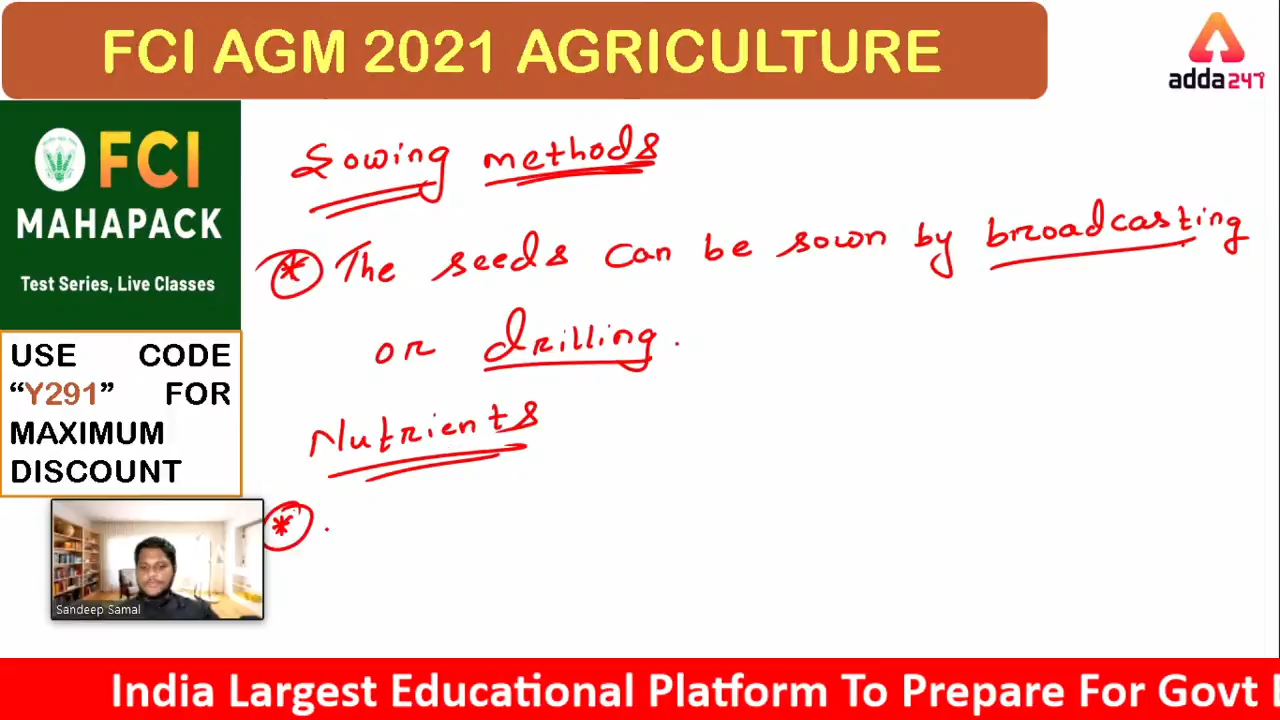 FCI AGM 2021 AGRICULTURE
adda247
FCI
MAHAPACK
Test Series, Live Classes
USE CODE
“Y291” FOR
MAXIMUM
DISCOUNT
Sowing methods
* The seeds can be sown by broadcasting
or drilling.
Nutrients
* .
Sandeep Samal
India Largest Educational Platform To Prepare For Govt